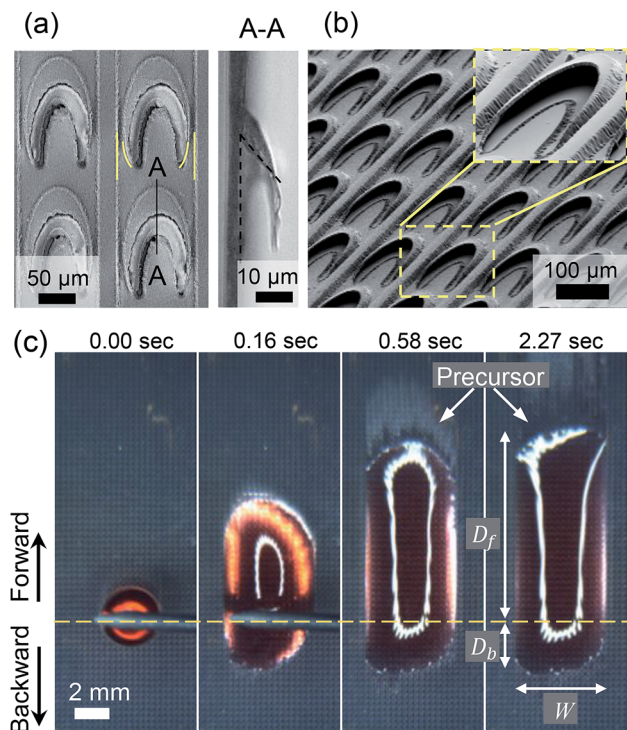 (a)
A-A
(b)
A
A
50 μm
10 μm
100 μm
(c)
0.00 sec
0.16 sec
0.58 sec
2.27 sec
Precursor
Forward
Backward
D_f
D_b
W
2 mm